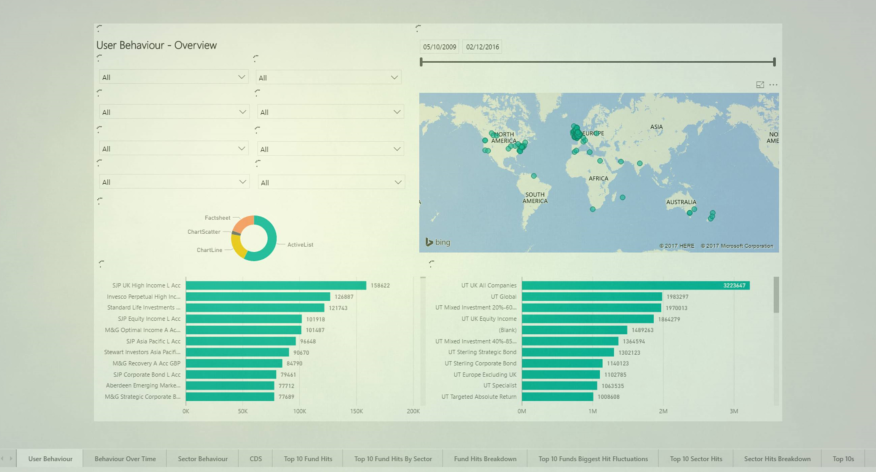 User Behaviour - Overview
05/10/2009 02/12/2016
All
All
All
All
All
All
All
All
NORTH AMERICA
EUROPE
ASIA
NO
AME
AFRICA
SOUTH AMERICA
AUSTRALIA
bing
© 2017 HERE © 2017 Microsoft Corporation
Factsheet
ChartScatter
ChartLine
ActiveList
SJP UK High Income L Acc 158622
Invesco Perpetual High Inc... 126887
Standard Life Investments ... 121742
SJP Equity Income L Acc 101918
M&G Optimal Income A Ac... 101487
SJP Asia Pacific L Acc 96448
Stewart Investors Asia Pacif... 90670
M&G Recovery A Acc GBP 84790
SJP Corporate Bond L Acc 79461
Aberdeen Emerging Marke... 77712
M&G Strategic Corporate B... 77689
0K 50K 100K 150K 200K
UT UK All Companies 3223647
UT Global 1983297
UT Mixed Investment 20%-60... 1970013
UT UK Equity Income 1864279
(Blank) 1489263
UT Mixed Investment 40%-85... 1364594
UT Sterling Strategic Bond 1302123
UT Sterling Corporate Bond 1140123
UT Europe Excluding UK 1102785
UT Specialist 1063535
UT Targeted Absolute Return 1008608
0M 1M 2M 3M
User Behaviour Behaviour Over Time Sector Behaviour CDS Top 10 Fund Hits Top 10 Fund Hits By Sector Fund Hits Breakdown Top 10 Funds Biggest Hit Fluctuations Top 10 Sector Hits Sector Hits Breakdown Top 10s